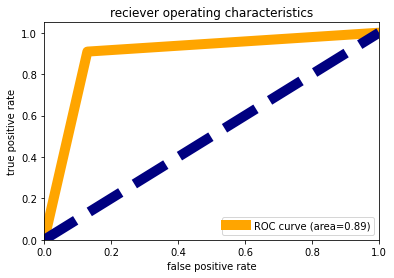 reciever operating characteristics
true positive rate
1.0
0.8
0.6
0.4
0.2
0.0
ROC curve (area=0.89)
0.0 0.2 0.4 0.6 0.8 1.0
false positive rate